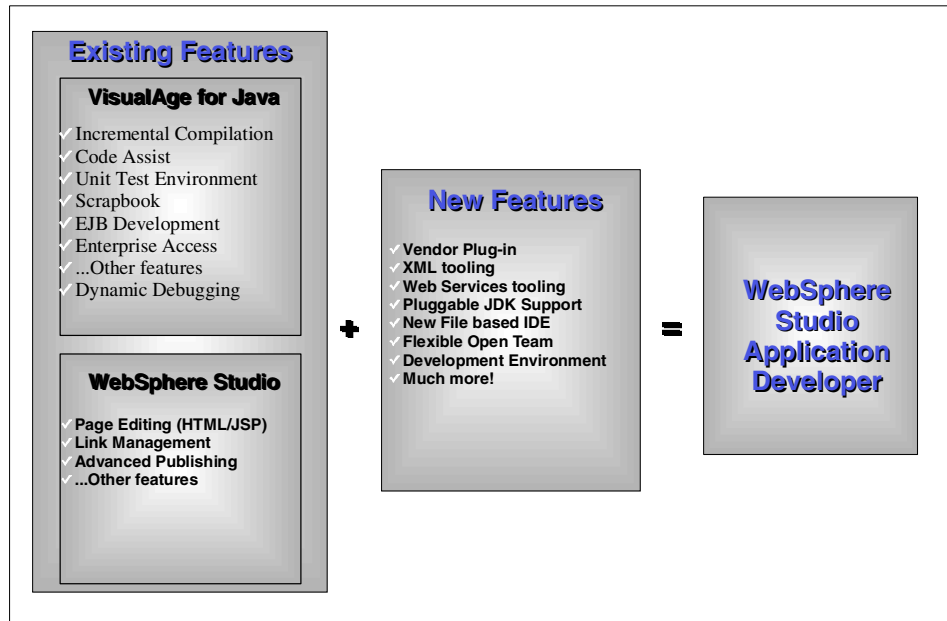 Existing Features
VisualAge for Java
Incremental Compilation
Code Assist
Unit Test Environment
Scrapbook
EJB Development
Enterprise Access
...Other features
Dynamic Debugging
WebSphere Studio
Page Editing (HTML/JSP)
Link Management
Advanced Publishing
...Other features
+
New Features
Vendor Plug-in
XML tooling
Web Services tooling
Pluggable JDK Support
New File based IDE
Flexible Open Team
Development Environment
Much more!
=
WebSphere
Studio
Application
Developer